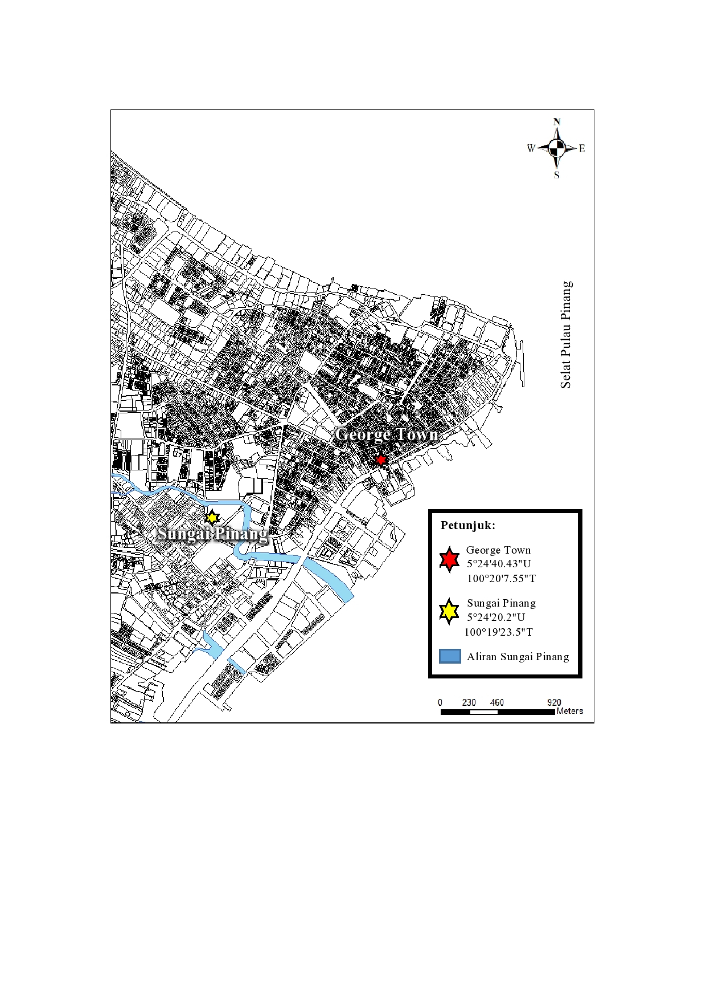 N
W E
S
Selat Pulau Pinang
George Town
Sungai Pinang
Petunjuk:
George Town
5°24'40.43"U
100°20'7.55"T
Sungai Pinang
5°24'20.2"U
100°19'23.5"T
Aliran Sungai Pinang
0 230 460 920
Meters